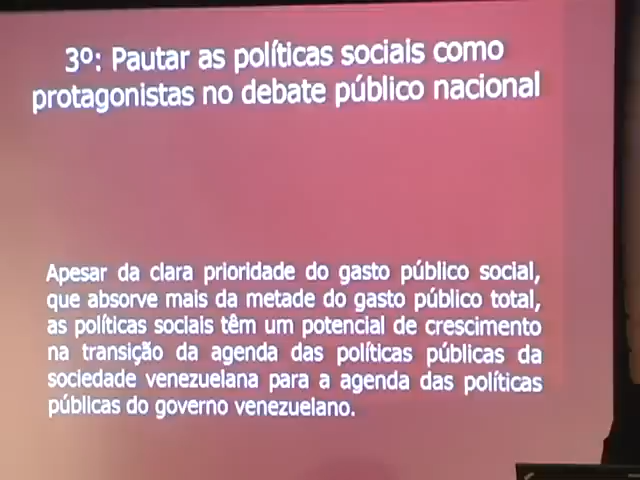 3º: Pautar as políticas sociais como
protagonistas no debate público nacional
Apesar da clara prioridade do gasto público social,
que absorve mais da metade do gasto público total,
as políticas sociais têm um potencial de crescimento
na transição da agenda das políticas públicas da
sociedade venezuelana para a agenda das políticas
públicas do governo venezuelano.